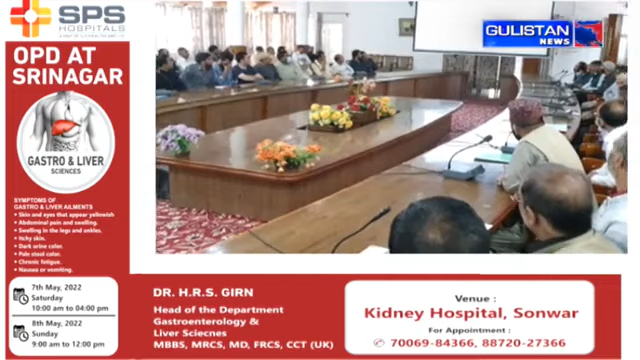 SPS
HOSPITALS
OPD AT
SRINAGAR
GASTRO & LIVER
SCIENCES
SYMPTOMS OF
GASTRO & LIVER AILMENTS
• Skin and eyes that appear yellowish
• Abdominal pain and swelling.
• Swelling in the legs and ankles.
• Itchy skin.
• Dark urine color.
• Pale stool color.
• Chronic fatigue.
• Nausea or vomiting.
7th May, 2022
Saturday
10:00 am to 04:00 pm
8th May, 2022
Sunday
9:00 am to 12:00 pm
GULISTAN
NEWS
DR. H.R.S. GIRN
Head of the Department
Gastroenterology &
Liver Sciecnes
MBBS, MRCS, MD, FRCS, CCT (UK)
Venue :
Kidney Hospital, Sonwar
For Appointment :
70069-84366, 88720-27366